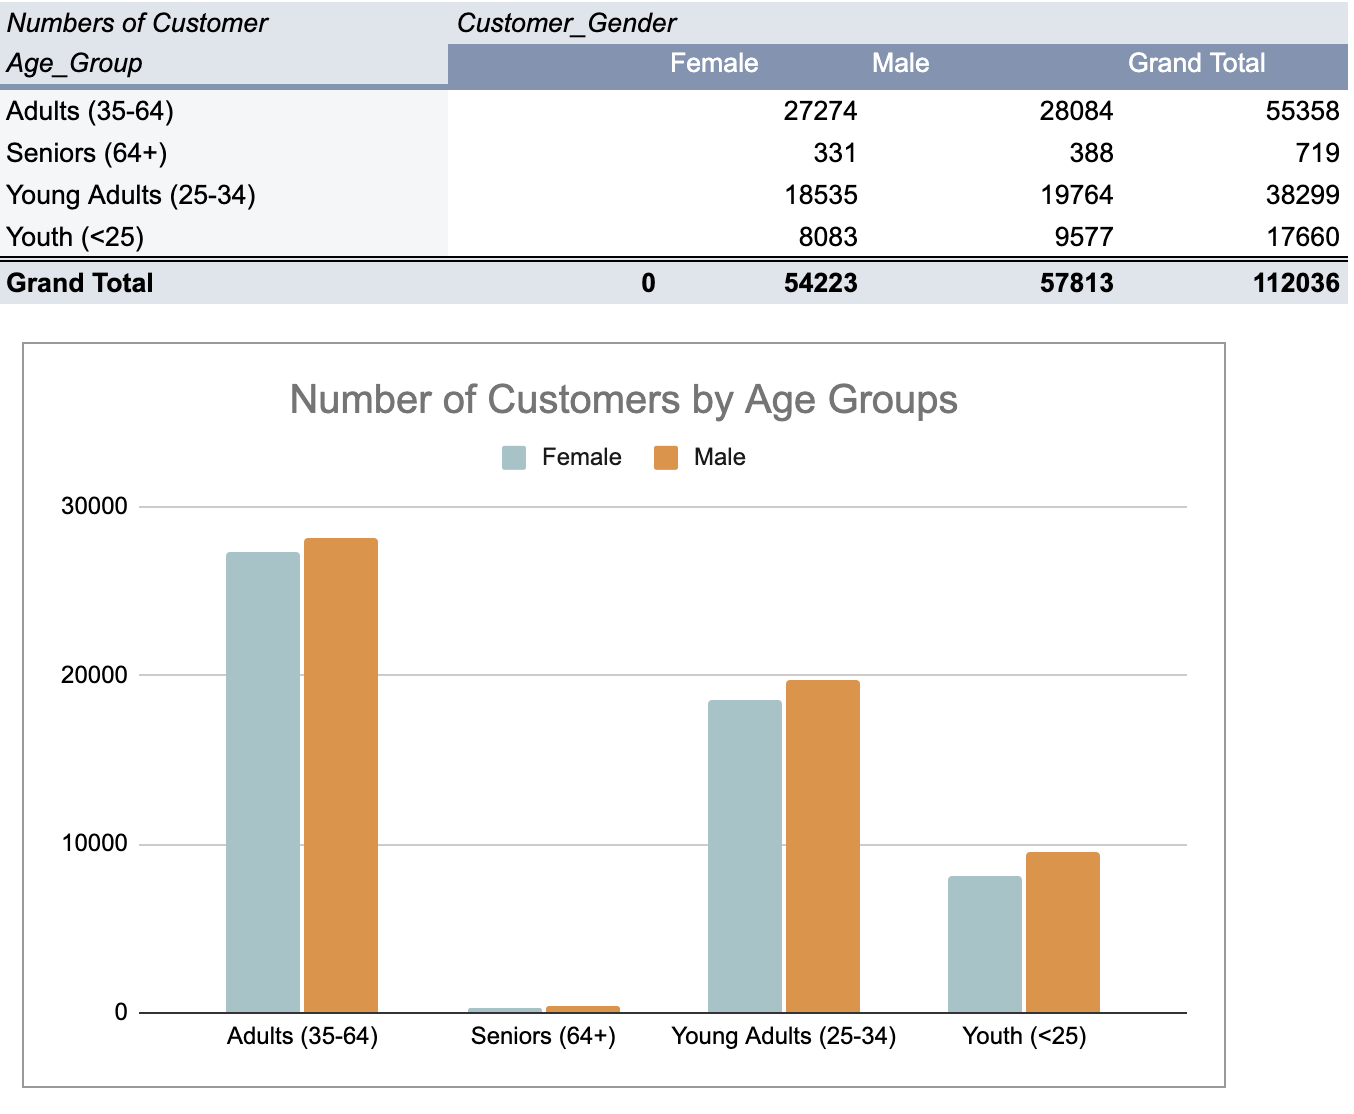 Numbers of Customer Customer_Gender
Age_Group Female Male Grand Total
Adults (35-64) 27274 28084 55358
Seniors (64+) 331 388 719
Young Adults (25-34) 18535 19764 38299
Youth (<25) 8083 9577 17660
Grand Total 0 54223 57813 112036
Number of Customers by Age Groups
Female Male
30000
20000
10000
0
Adults (35-64) Seniors (64+) Young Adults (25-34) Youth (<25)